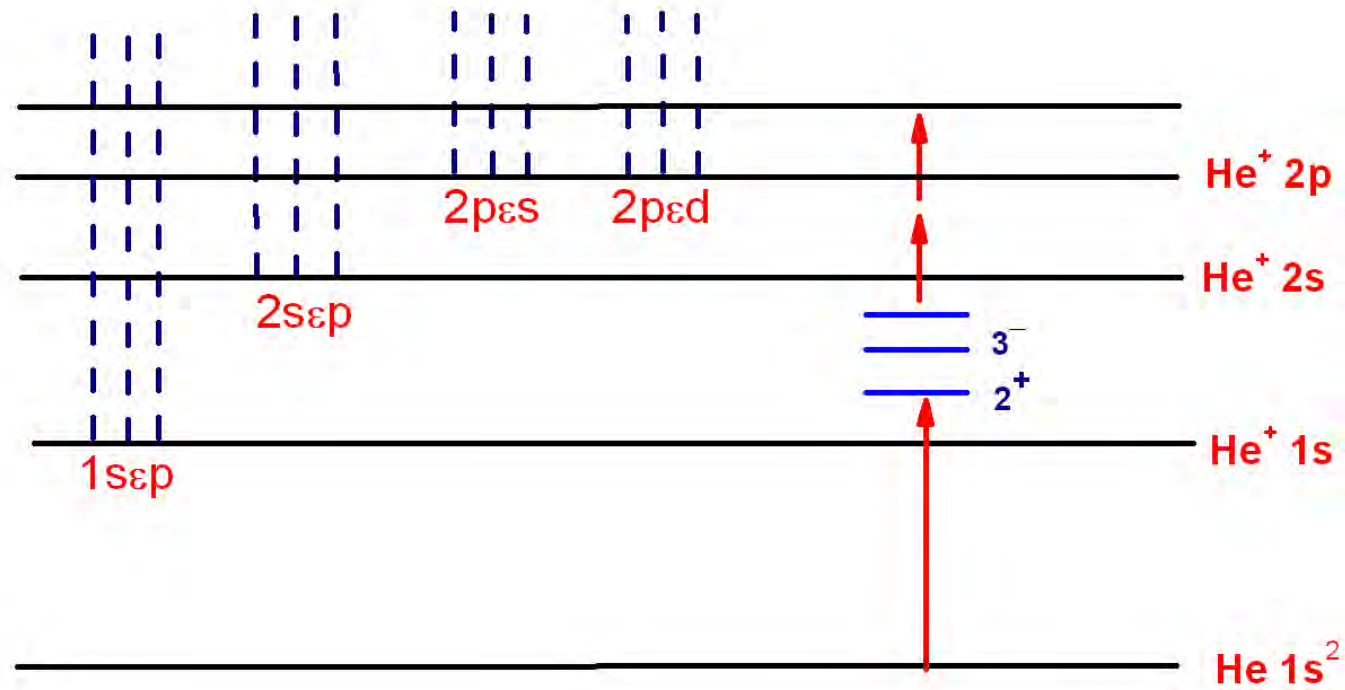 2pεs
2pεd
He⁺ 2p
2sεp
He⁺ 2s
3⁻
2⁺
1sεp
He⁺ 1s
He 1s²